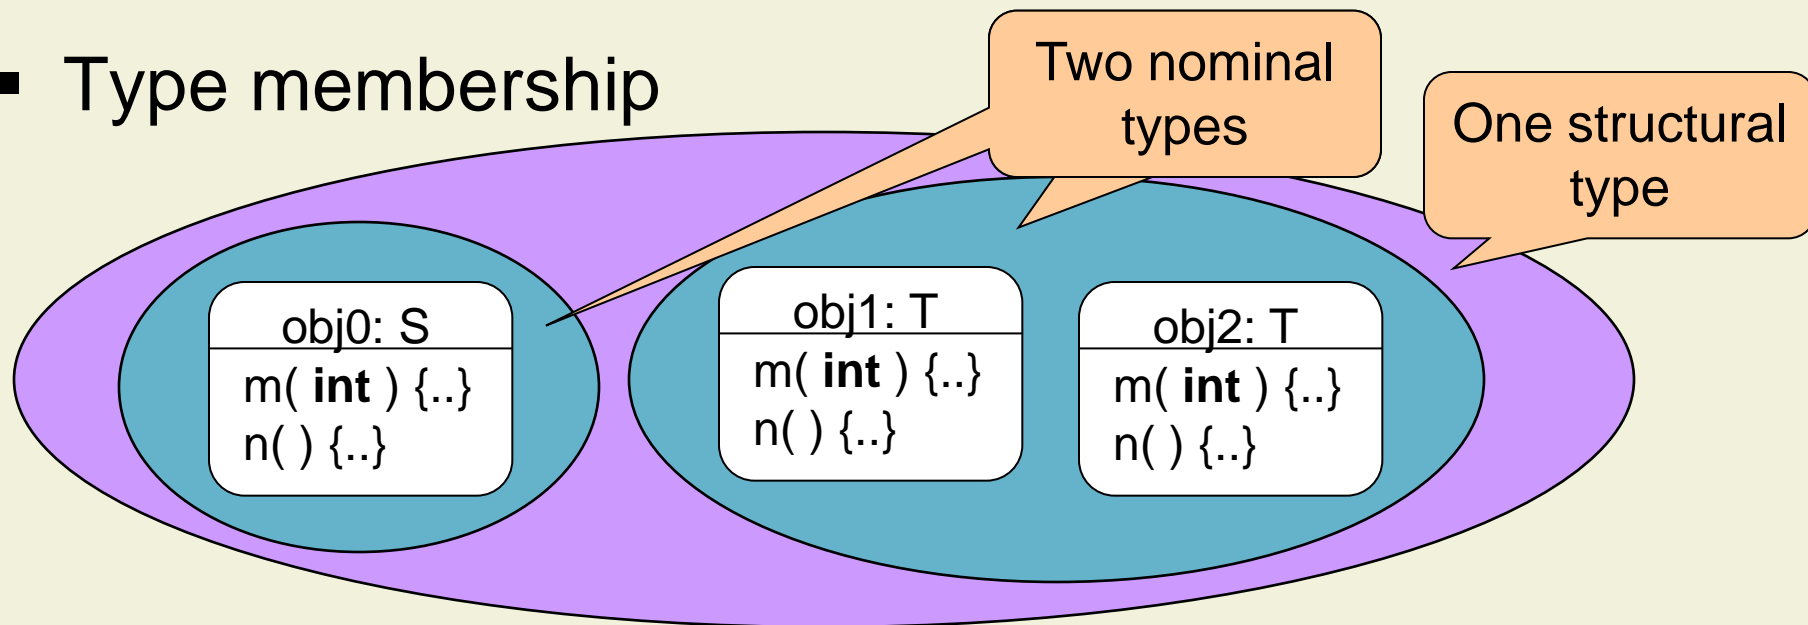 ▪ Type membership
Two nominal
types
One structural
type
obj0: S
m( int ) {..}
n( ) {..}
obj1: T
m( int ) {..}
n( ) {..}
obj2: T
m( int ) {..}
n( ) {..}